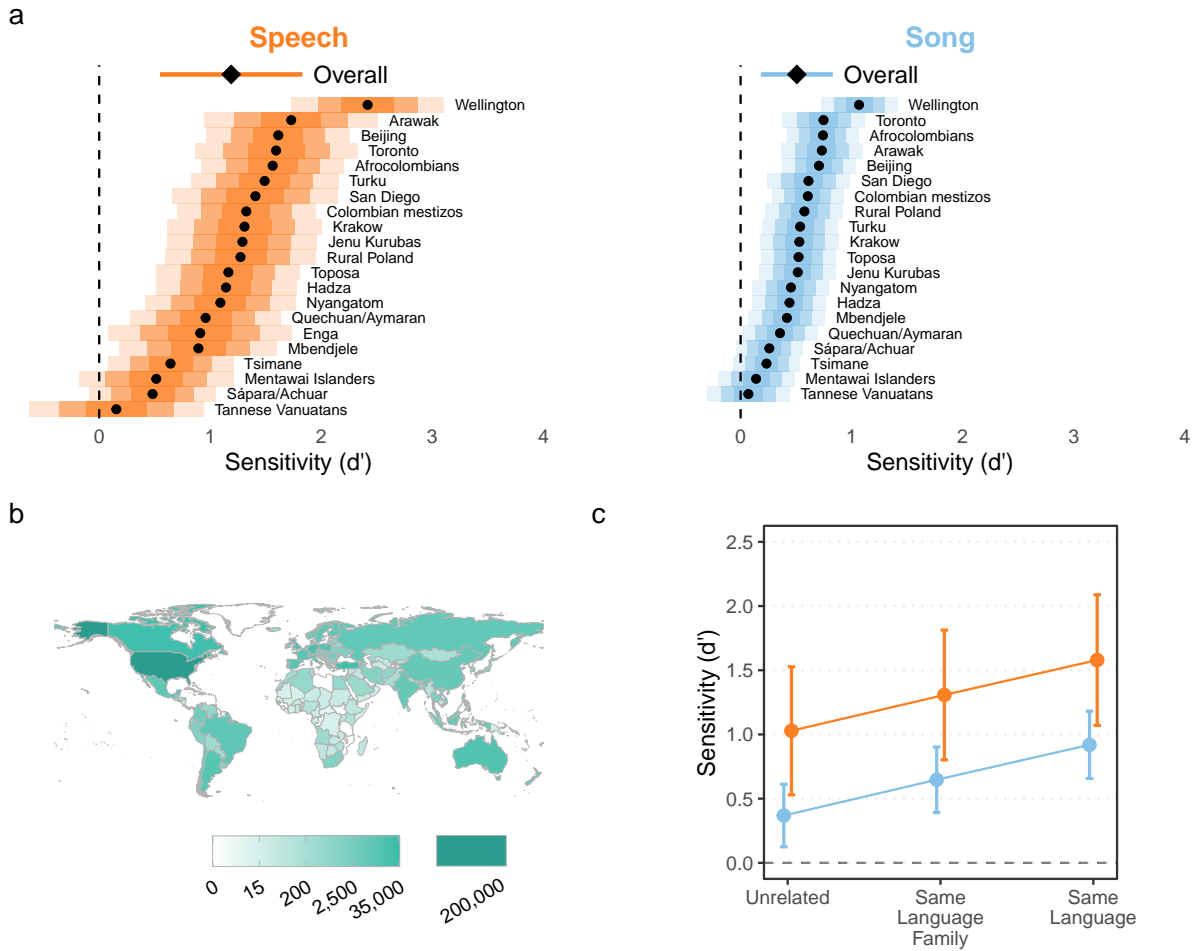 a
Speech
Overall
Wellington
Arawak
Beijing
Toronto
Afrocolombians
Turku
San Diego
Colombian mestizos
Krakow
Jenu Kurubas
Rural Poland
Toposa
Hadza
Nyangatom
Quechuan/Aymaran
Enga
Mbendjele
Tsimane
Mentawai Islanders
Sápara/Achuar
Tannese Vanuatans
0 1 2 3 4
Sensitivity (d')
Song
Overall
Wellington
Toronto
Afrocolombians
Arawak
Beijing
San Diego
Colombian mestizos
Rural Poland
Turku
Krakow
Toposa
Jenu Kurubas
Nyangatom
Hadza
Mbendjele
Quechuan/Aymaran
Sápara/Achuar
Tsimane
Mentawai Islanders
Tannese Vanuatans
0 1 2 3 4
Sensitivity (d')
b
0 15 200 2,500 35,000 200,000
c
Sensitivity (d')
2.5
2.0
1.5
1.0
0.5
0.0
Unrelated
Same
Language
Family
Same
Language